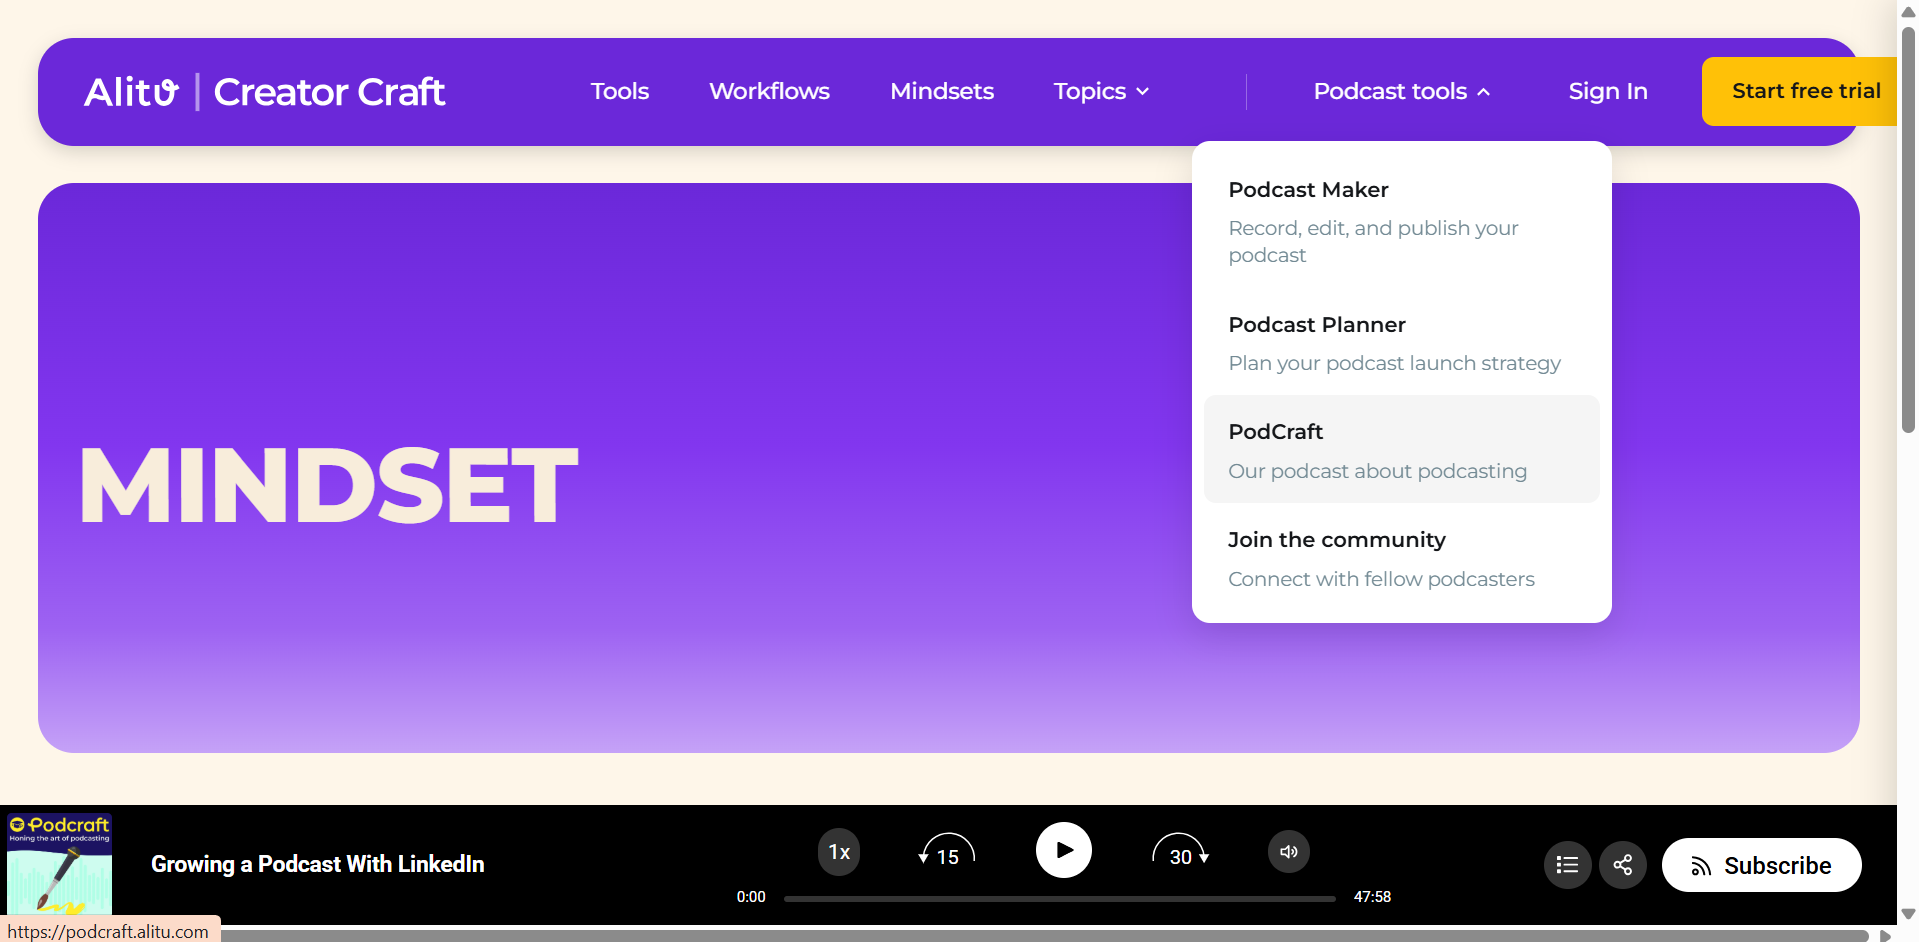 Alitu | Creator Craft
Tools
Workflows
Mindsets
Topics
Podcast tools
Sign In
Start free trial
Podcast Maker
Record, edit, and publish your
podcast
Podcast Planner
Plan your podcast launch strategy
PodCraft
Our podcast about podcasting
Join the community
Connect with fellow podcasters
MINDSET
Podcraft
Honing the art of podcasting
Growing a Podcast With LinkedIn
1x
15
30
0:00
47:58
Subscribe
https://podcraft.alitu.com